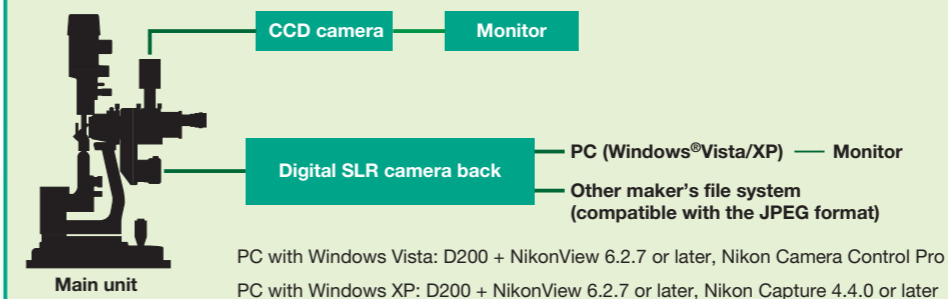 CCD camera
Monitor
Digital SLR camera back
PC (Windows®Vista/XP)
Monitor
Other maker's file system
(compatible with the JPEG format)
Main unit
PC with Windows Vista: D200 + NikonView 6.2.7 or later, Nikon Camera Control Pro
PC with Windows XP: D200 + NikonView 6.2.7 or later, Nikon Capture 4.4.0 or later